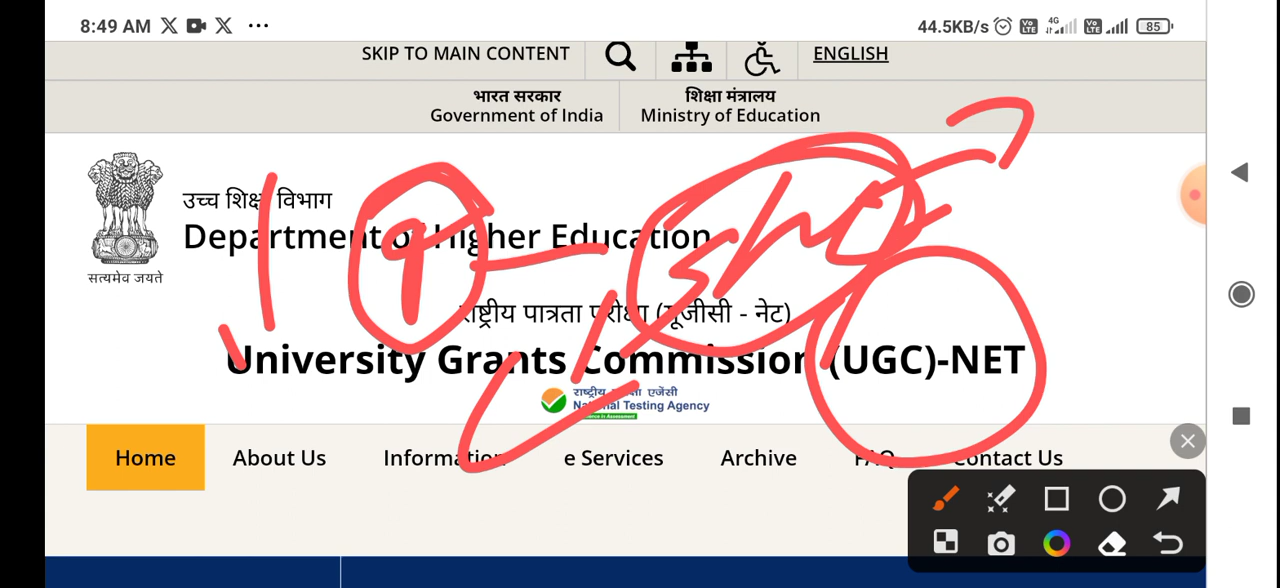 8:49 AM
44.5KB/s 4G 85
SKIP TO MAIN CONTENT
ENGLISH
भारत सरकार
Government of India
शिक्षा मंत्रालय
Ministry of Education
उच्च शिक्षा विभाग
Department of Higher Education
सत्यमेव जयते
राष्ट्रीय पात्रता परीक्षा (यूजीसी - नेट)
University Grants Commission (UGC)-NET
राष्ट्रीय परीक्षा एजेंसी
National Testing Agency
Home
About Us
Information
e Services
Archive
FAQ
Contact Us